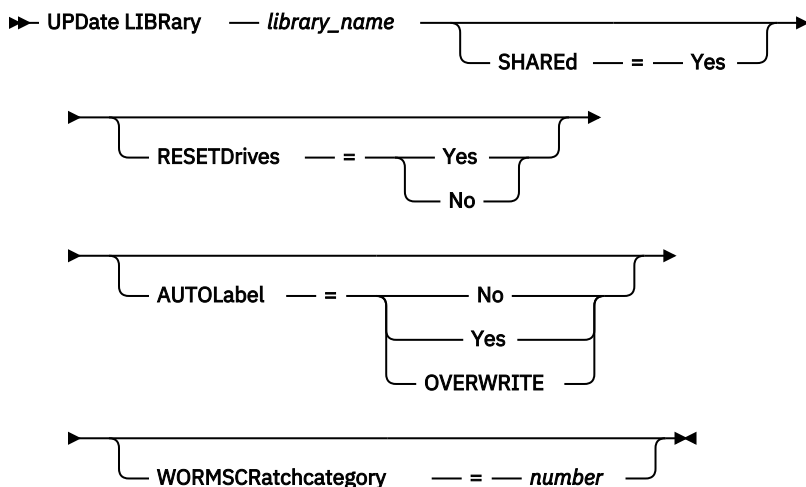 UPDate LIBRary library_name
SHAREd = Yes
RESETDrives = Yes
No
AUTOLabel = No
Yes
OVERWRITE
WORMSCRatchcategory = number